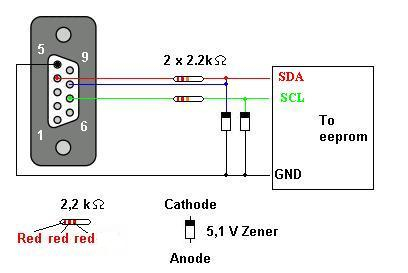 5
9
1
6
2 x 2.2kΩ
SDA
SCL
GND
To
eeprom
2,2 kΩ
Red red red
Cathode
5,1 V Zener
Anode